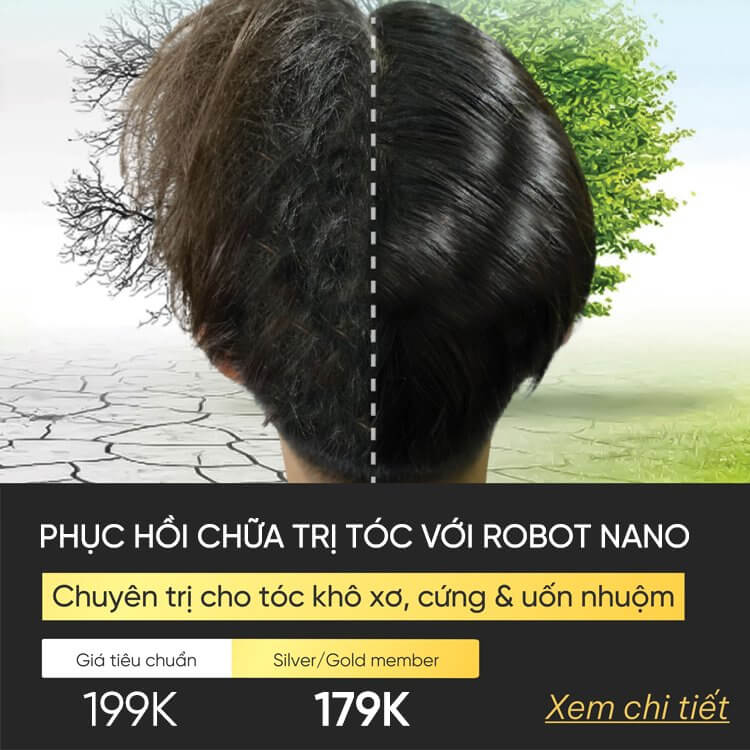 PHỤC HỒI CHỮA TRỊ TÓC VỚI ROBOT NANO
Chuyên trị cho tóc khô xơ, cứng & uốn nhuộm
Giá tiêu chuẩn Silver/Gold member
199K 179K Xem chi tiết